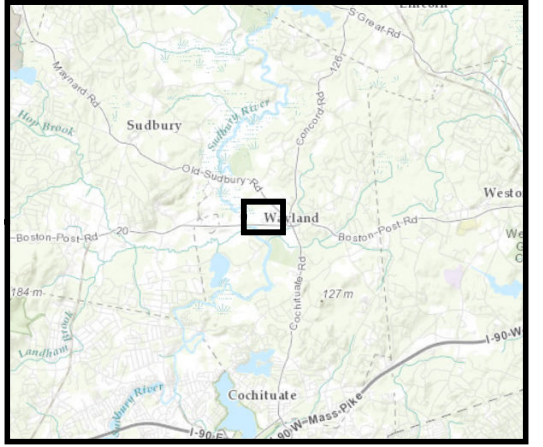 Lincoln
S Great-Rd
126
Maynard Rd
Concord-Rd
Hop Brook
Sudbury River
Sudbury
Old-Sudbury-Rd
Westo
Wayland
Boston-Post-Rd
20
Boston-Post-Rd
We
G
C
184 m
127 m
Cochituate-Rd
Landham Brook
I-90-W
Cochituate
Sudbury River
I-90-E
90-W-Mass-Pike